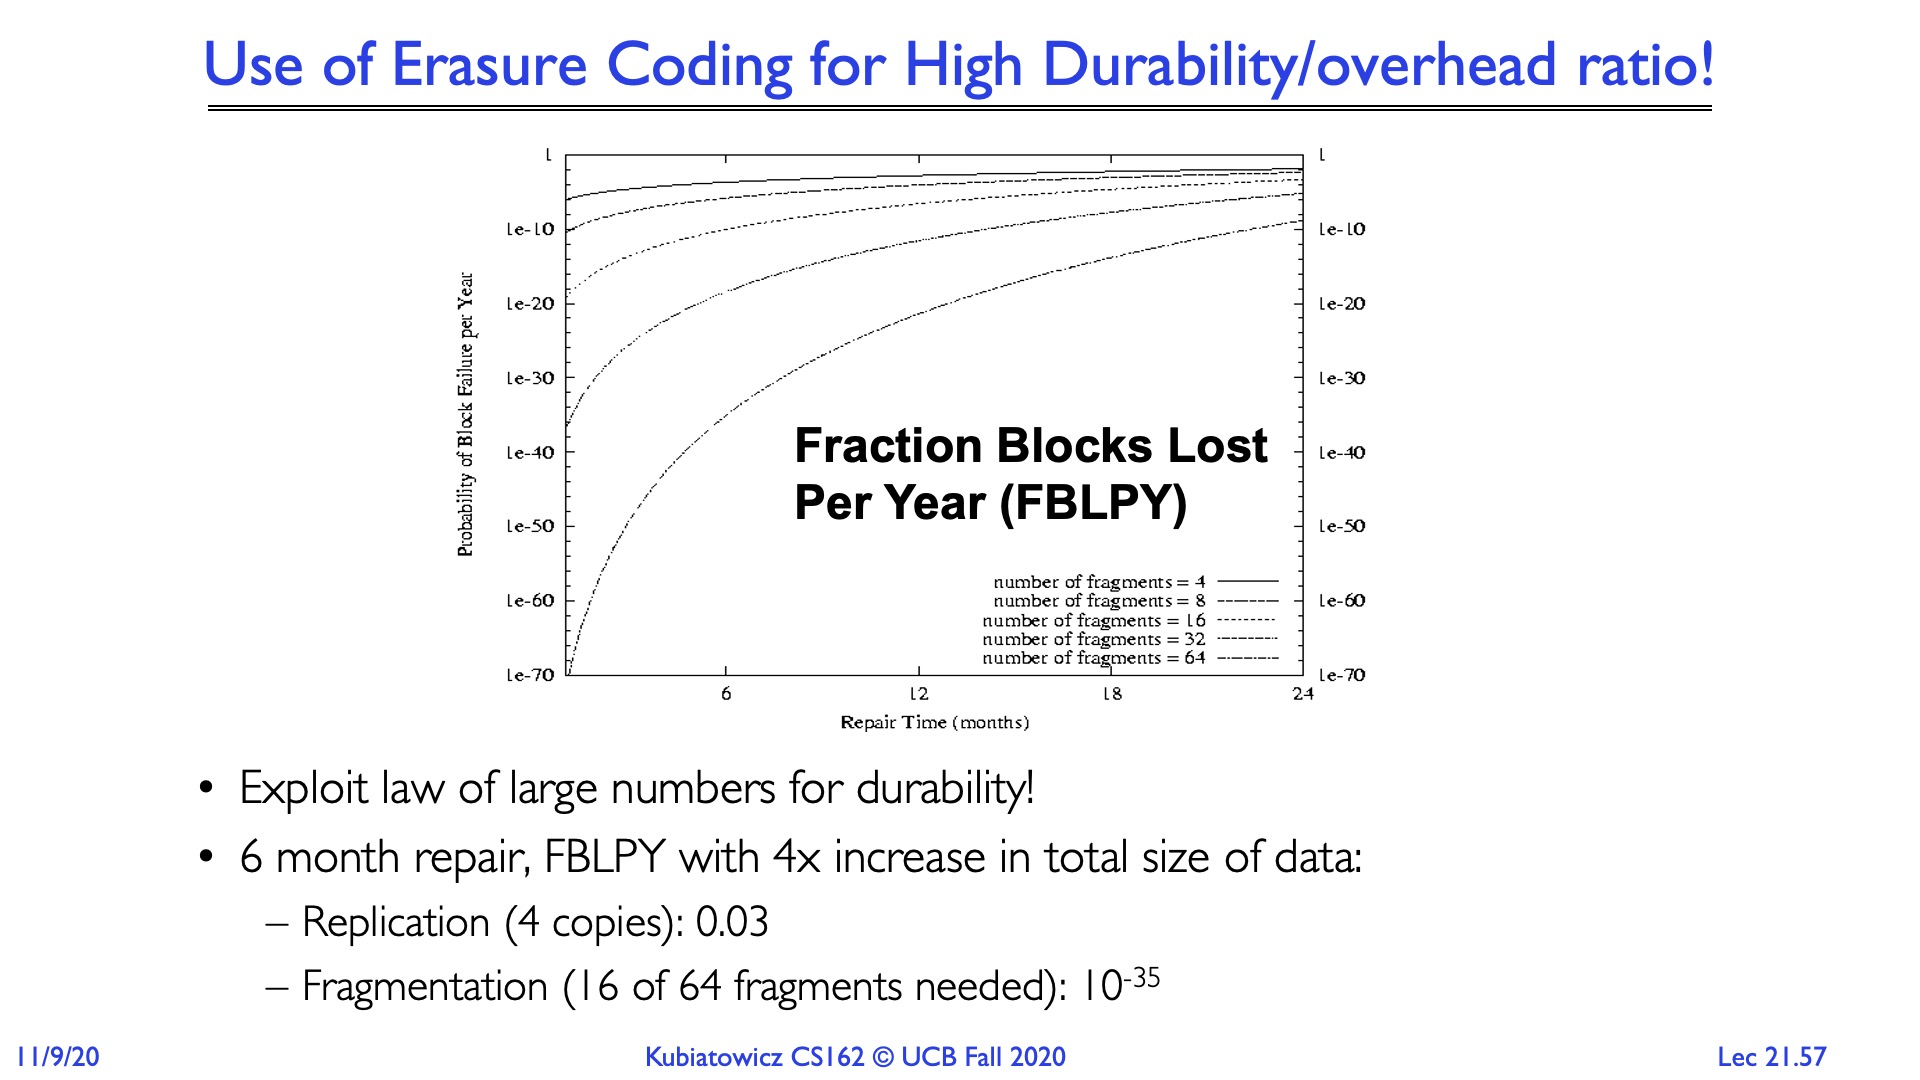 Use of Erasure Coding for High Durability/overhead ratio!
1
1
1e-10
1e-10
1e-20
1e-20
1e-30
1e-30
1e-40
1e-40
1e-50
1e-50
1e-60
1e-60
1e-70
1e-70
Probability of Block Failure per Year
Fraction Blocks Lost
Per Year (FBLPY)
number of fragments = 4
number of fragments = 8
number of fragments = 16
number of fragments = 32
number of fragments = 64
6
12
18
24
Repair Time (months)
• Exploit law of large numbers for durability!
• 6 month repair, FBLPY with 4x increase in total size of data:
– Replication (4 copies): 0.03
– Fragmentation (16 of 64 fragments needed): 10⁻³⁵
11/9/20
Kubiatowicz CS162 © UCB Fall 2020
Lec 21.57